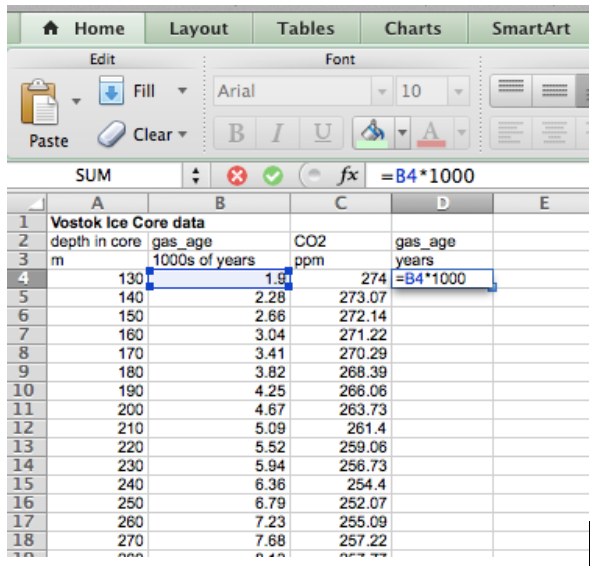 Home Layout Tables Charts SmartArt
Edit Font
Fill Arial 10
Paste Clear B I U A
SUM fx =B4*1000
A B C D E
1 Vostok Ice Core data
2 depth in core gas_age CO2 gas_age
3 m 1000s of years ppm years
4 130 1.9 274 =B4*1000
5 140 2.28 273.07
6 150 2.66 272.14
7 160 3.04 271.22
8 170 3.41 270.29
9 180 3.82 268.39
10 190 4.25 266.06
11 200 4.67 263.73
12 210 5.09 261.4
13 220 5.52 259.06
14 230 5.94 256.73
15 240 6.36 254.4
16 250 6.79 252.07
17 260 7.23 255.09
18 270 7.68 257.22